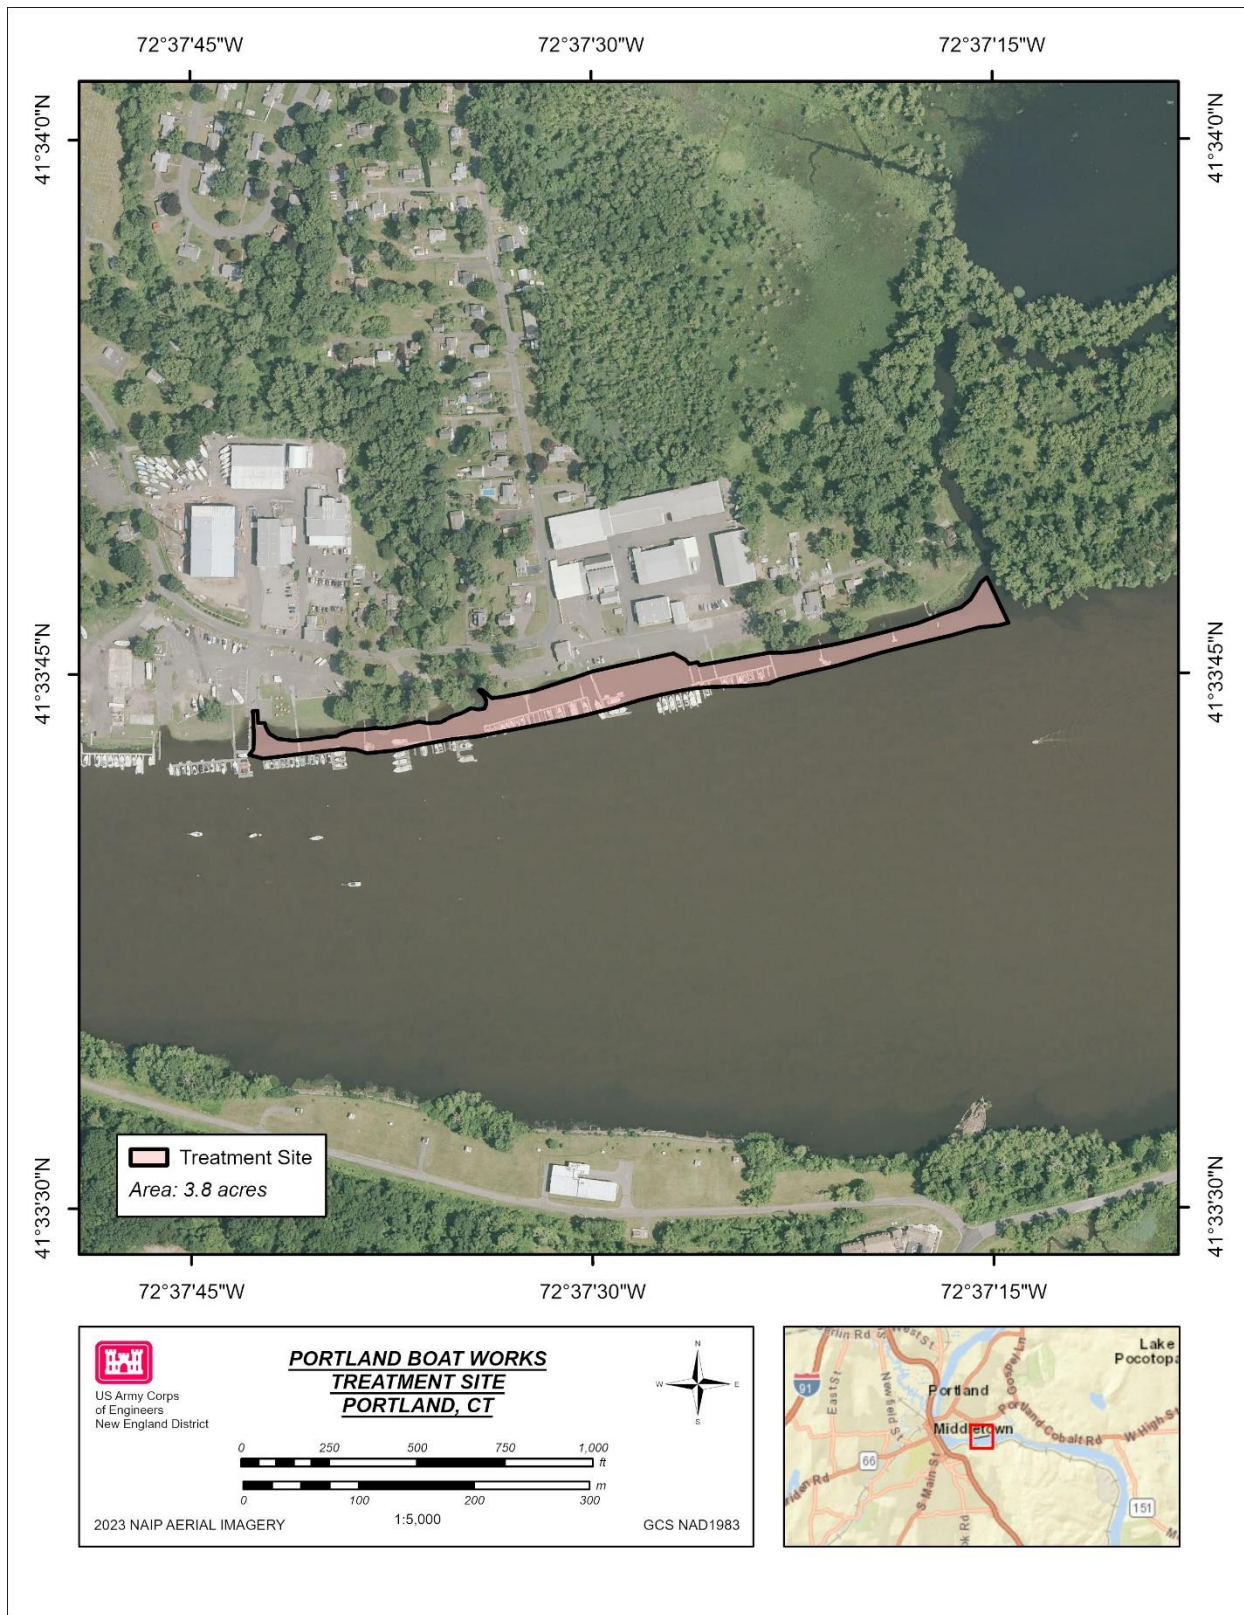 72°37'45"W
72°37'30"W
72°37'15"W
41°34'0"N
41°34'0"N
41°33'45"N
41°33'45"N
41°33'30"N
41°33'30"N
Treatment Site
Area: 3.8 acres
72°37'45"W
72°37'30"W
72°37'15"W
US Army Corps
of Engineers
New England District
PORTLAND BOAT WORKS
TREATMENT SITE
PORTLAND, CT
N
W
E
S
0 250 500 750 1,000
ft
m
0 100 200 300
2023 NAIP AERIAL IMAGERY
1:5,000
GCS NAD1983
West St
Lake
Pocotopa
91
East St
Newfield St
Gospel Ln
Portland
Middletown
Portland Cobalt Rd
W High St
66
S Main St
151